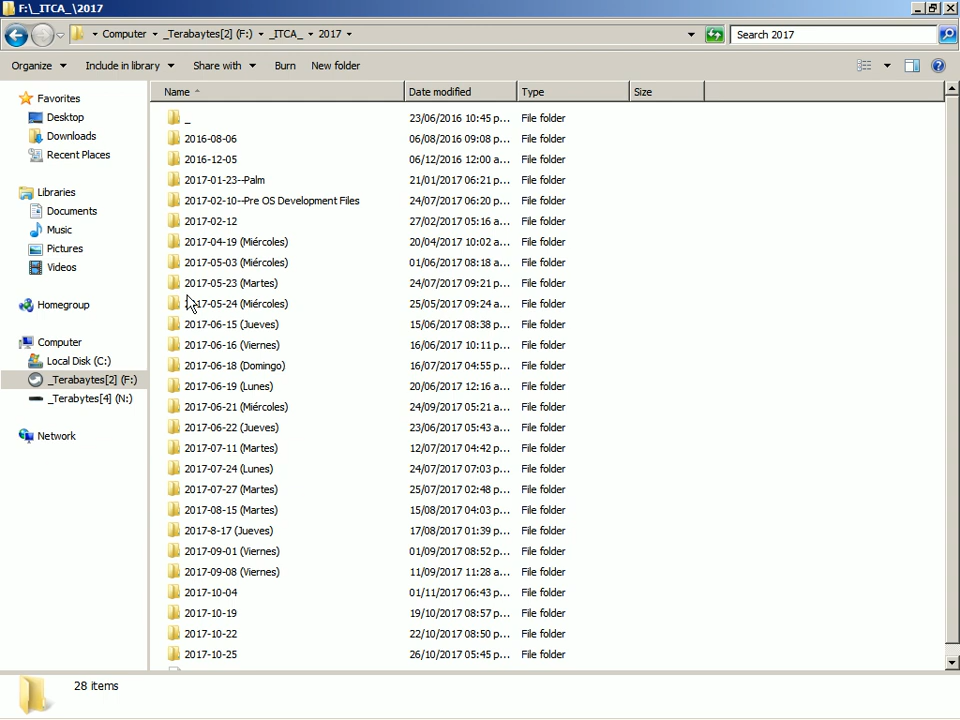 F:\_ITCA_\2017
Computer _Terabaytes[2] (F:) _ITCA_ 2017
Search 2017
Organize Include in library Share with Burn New folder
Name Date modified Type Size
Favorites
Desktop
Downloads
Recent Places
Libraries
Documents
Music
Pictures
Videos
Homegroup
Computer
Local Disk (C:)
_Terabaytes[2] (F:)
_Terabytes[4] (N:)
Network
_ 23/06/2016 10:45 p... File folder
2016-08-06 06/08/2016 09:08 p... File folder
2016-12-05 06/12/2016 12:00 a... File folder
2017-01-23--Palm 21/01/2017 06:21 p... File folder
2017-02-10--Pre OS Development Files 24/07/2017 06:20 p... File folder
2017-02-12 27/02/2017 05:16 a... File folder
2017-04-19 (Miércoles) 20/04/2017 10:02 a... File folder
2017-05-03 (Miércoles) 01/06/2017 08:18 a... File folder
2017-05-23 (Martes) 24/07/2017 09:21 p... File folder
2017-05-24 (Miércoles) 25/05/2017 09:24 a... File folder
2017-06-15 (Jueves) 15/06/2017 08:38 p... File folder
2017-06-16 (Viernes) 16/06/2017 10:11 p... File folder
2017-06-18 (Domingo) 16/07/2017 04:55 p... File folder
2017-06-19 (Lunes) 20/06/2017 12:16 a... File folder
2017-06-21 (Miércoles) 24/09/2017 05:21 a... File folder
2017-06-22 (Jueves) 23/06/2017 05:43 a... File folder
2017-07-11 (Martes) 12/07/2017 04:42 p... File folder
2017-07-24 (Lunes) 24/07/2017 07:03 p... File folder
2017-07-27 (Martes) 25/07/2017 02:48 p... File folder
2017-08-15 (Martes) 15/08/2017 04:03 p... File folder
2017-8-17 (Jueves) 17/08/2017 01:39 p... File folder
2017-09-01 (Viernes) 01/09/2017 08:52 p... File folder
2017-09-08 (Viernes) 11/09/2017 11:28 a... File folder
2017-10-04 01/11/2017 06:43 p... File folder
2017-10-19 19/10/2017 08:57 p... File folder
2017-10-22 22/10/2017 08:50 p... File folder
2017-10-25 26/10/2017 05:45 p... File folder
28 items